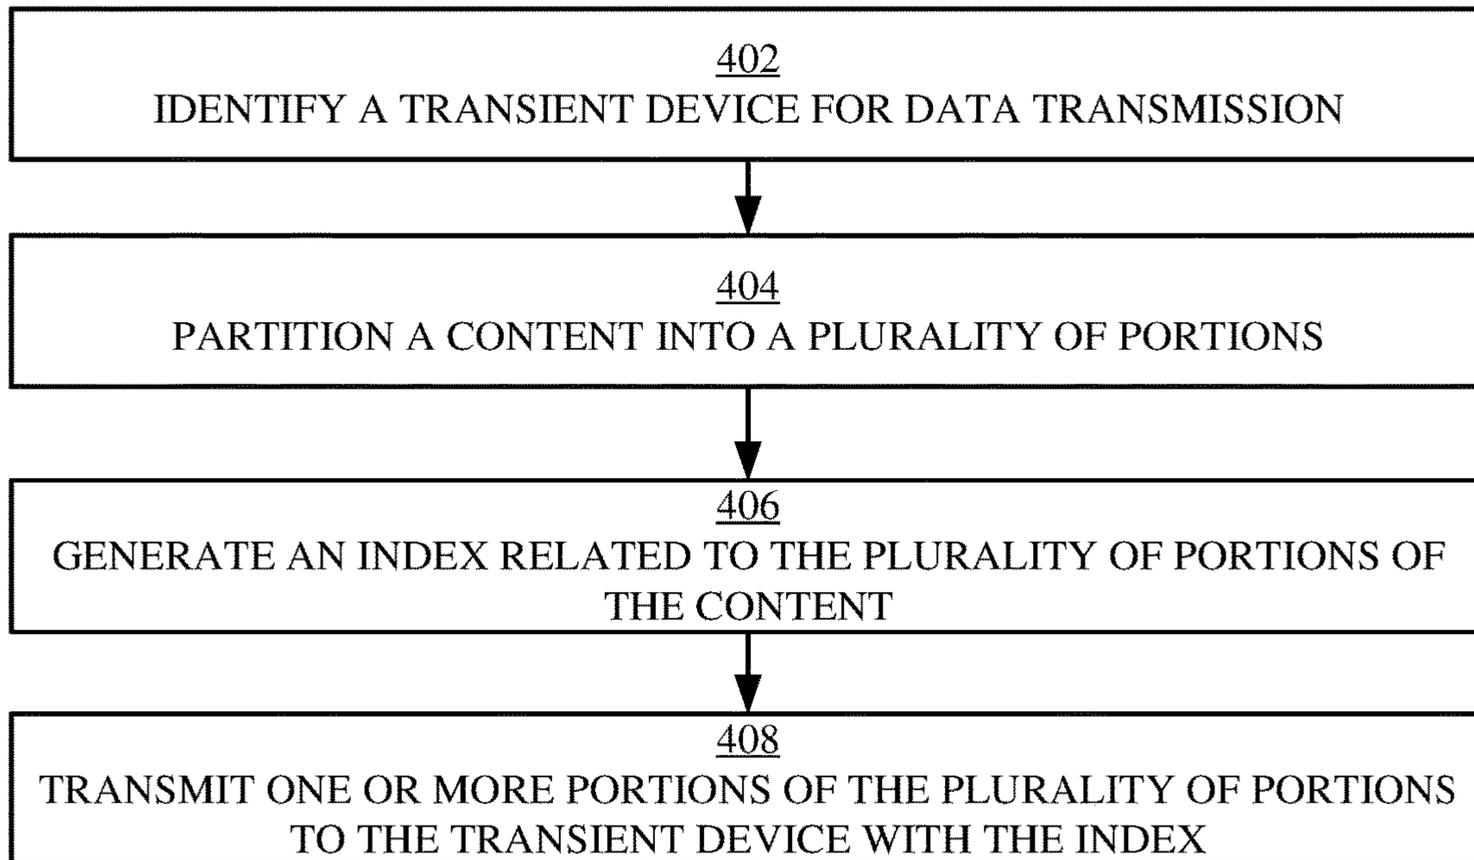 402
IDENTIFY A TRANSIENT DEVICE FOR DATA TRANSMISSION
404
PARTITION A CONTENT INTO A PLURALITY OF PORTIONS
406
GENERATE AN INDEX RELATED TO THE PLURALITY OF PORTIONS OF
THE CONTENT
408
TRANSMIT ONE OR MORE PORTIONS OF THE PLURALITY OF PORTIONS
TO THE TRANSIENT DEVICE WITH THE INDEX